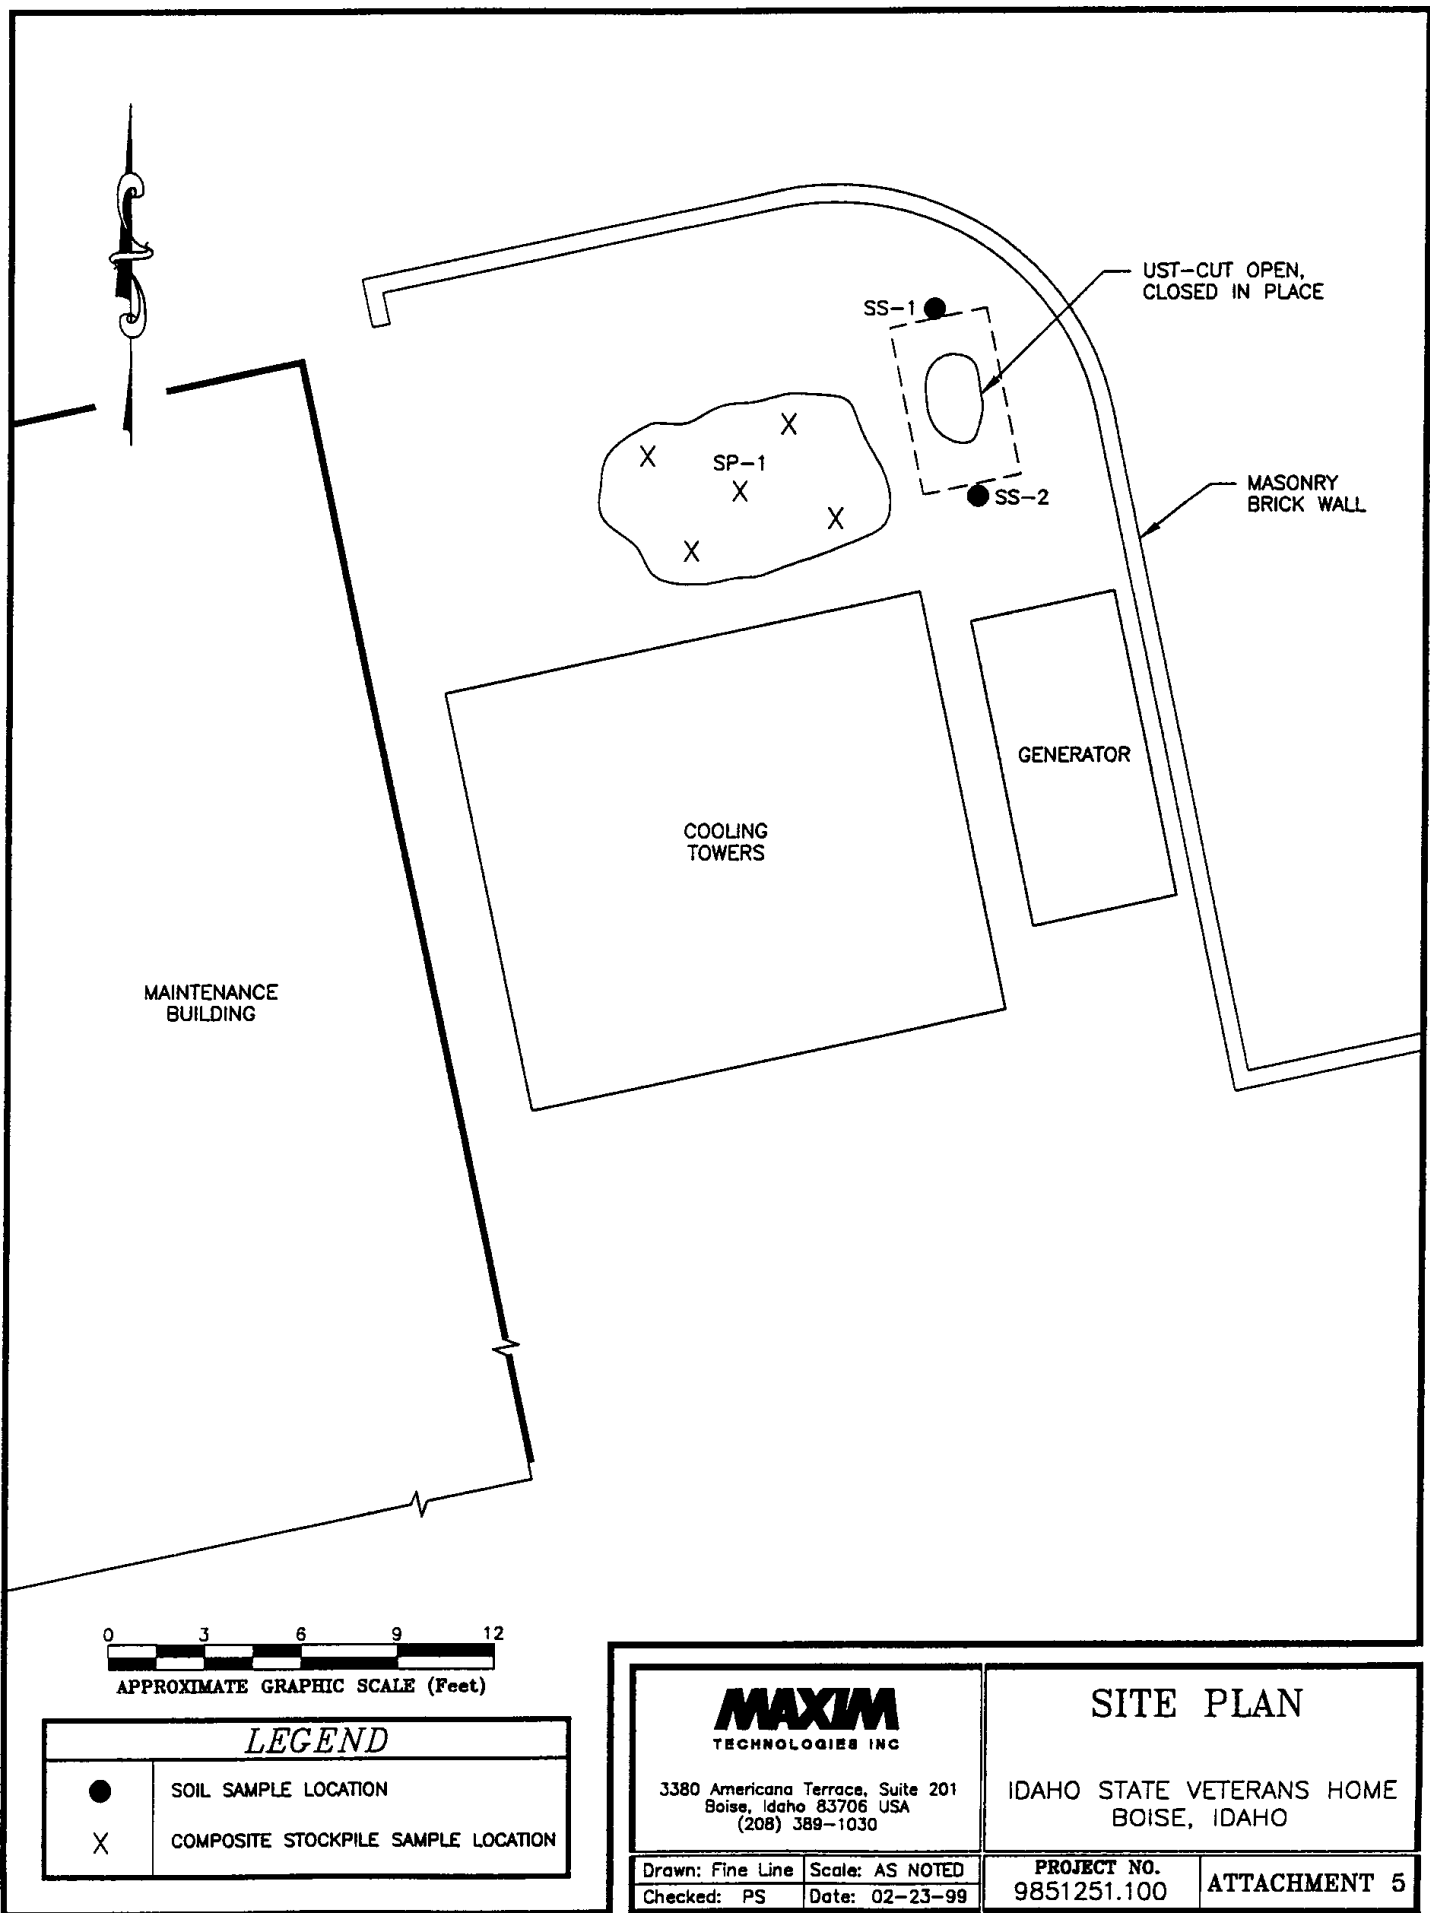 UST-CUT OPEN,
CLOSED IN PLACE
SS-1
SP-1
X
X
X
X
X
SS-2
MASONRY
BRICK WALL
GENERATOR
COOLING
TOWERS
MAINTENANCE
BUILDING
0 3 6 9 12
APPROXIMATE GRAPHIC SCALE (Feet)
LEGEND
SOIL SAMPLE LOCATION
X COMPOSITE STOCKPILE SAMPLE LOCATION
MAXIM
TECHNOLOGIES INC
3380 Americana Terrace, Suite 201
Boise, Idaho 83706 USA
(208) 389-1030
Drawn: Fine Line
Scale: AS NOTED
Checked: PS
Date: 02-23-99
SITE PLAN
IDAHO STATE VETERANS HOME
BOISE, IDAHO
PROJECT NO.
9851251.100
ATTACHMENT 5